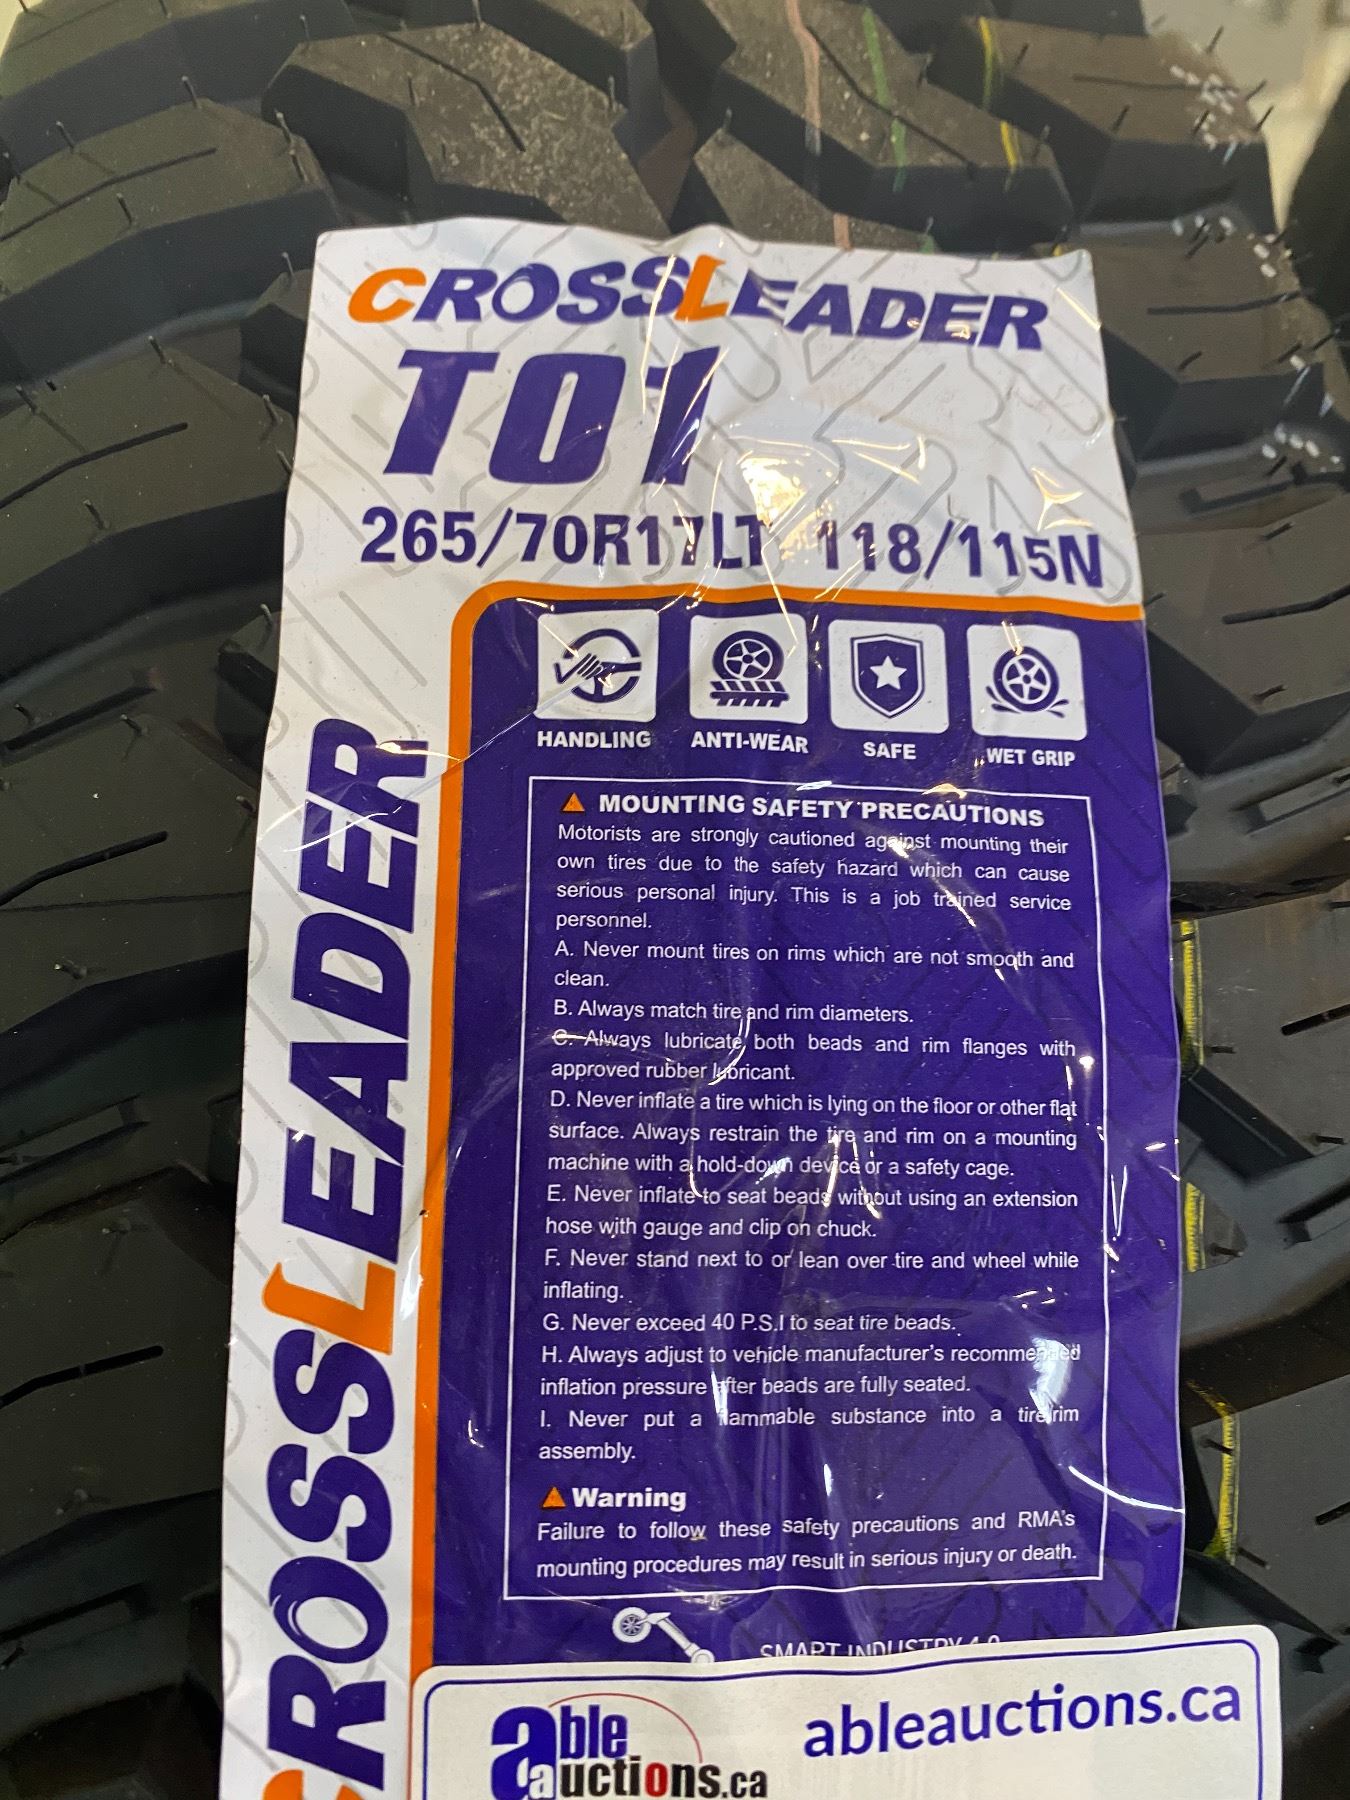 CROSSLEADER
T01
265/70R17LT 118/115N
HANDLING ANTI-WEAR SAFE WET GRIP
MOUNTING SAFETY PRECAUTIONS
Motorists are strongly cautioned against mounting their
own tires due to the safety hazard which can cause
serious personal injury. This is a job trained service
personnel.
A. Never mount tires on rims which are not smooth and
clean.
B. Always match tire and rim diameters.
C. Always lubricate both beads and rim flanges with
approved rubber lubricant.
D. Never inflate a tire which is lying on the floor or other flat
surface. Always restrain the tire and rim on a mounting
machine with a hold-down device or a safety cage.
E. Never inflate to seat beads without using an extension
hose with gauge and clip on chuck.
F. Never stand next to or lean over tire and wheel while
inflating.
G. Never exceed 40 P.S.I to seat tire beads.
H. Always adjust to vehicle manufacturer's recommended
inflation pressure after beads are fully seated.
I. Never put a flammable substance into a tire/rim
assembly.
Warning
Failure to follow these safety precautions and RMA's
mounting procedures may result in serious injury or death.
SMART INDUSTRY 4.0
CROSSLEADER
able
auctions.ca
ableauctions.ca